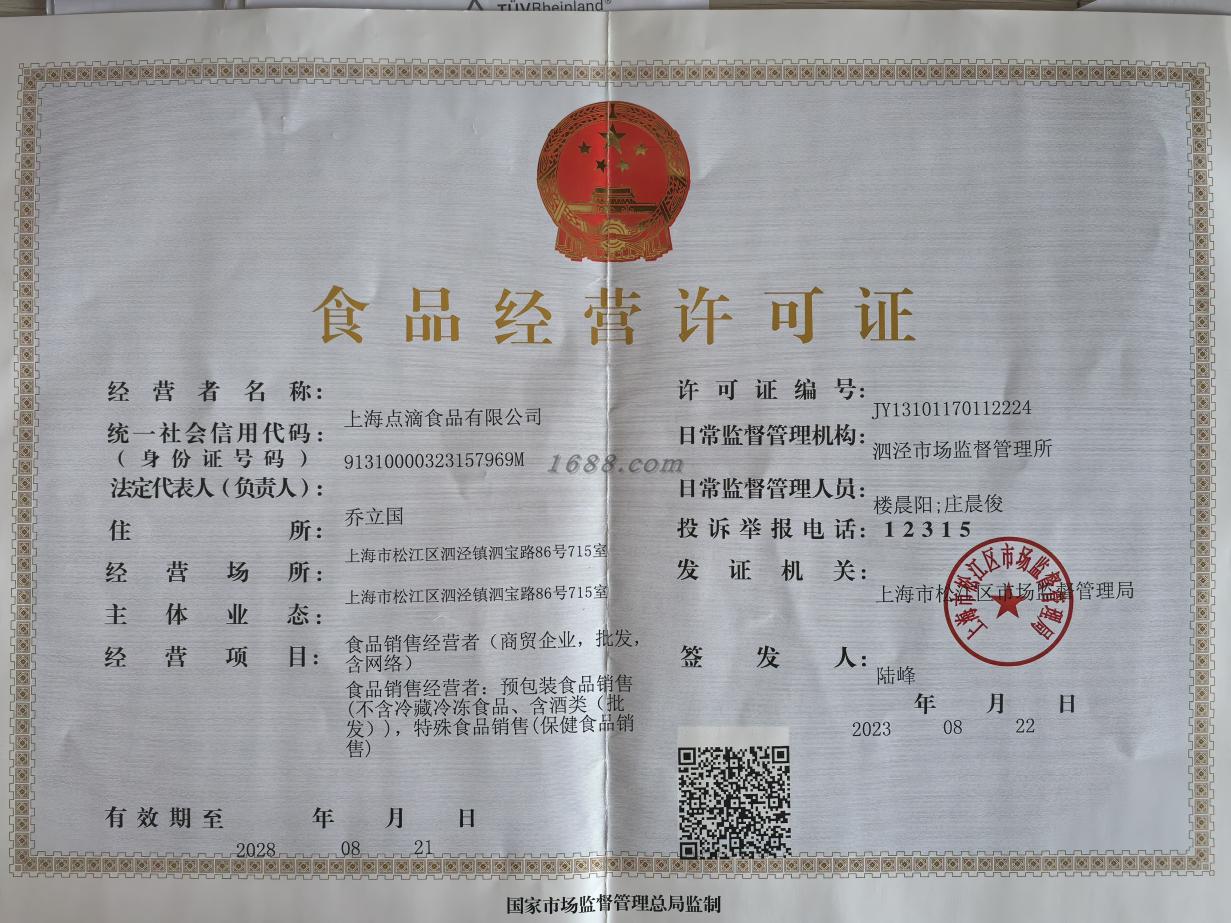 TÜVRheinland®
食品经营许可证
经营者名称：
上海点滴食品有限公司
统一社会信用代码：
（身份证号码）
91310000323157969M
法定代表人（负责人）：
乔立国
住所：
上海市松江区泗泾镇泗宝路86号715室
经营场所：
上海市松江区泗泾镇泗宝路86号715室
主体业态：
食品销售经营者（商贸企业，批发，
含网络）
经营项目：
食品销售经营者：预包装食品销售
(不含冷藏冷冻食品、含酒类（批
发）)，特殊食品销售(保健食品销
售)
有效期至 年 月 日
2028 08 21
许可证编号：
JY13101170112224
日常监督管理机构：
泗泾市场监督管理所
日常监督管理人员：
楼晨阳;庄晨俊
投诉举报电话：12315
发证机关：
上海市松江区市场监督管理局
上海市松江区市场监督管理局
签发人：
陆峰
年 月 日
2023 08 22
1688.com
国家市场监督管理总局监制